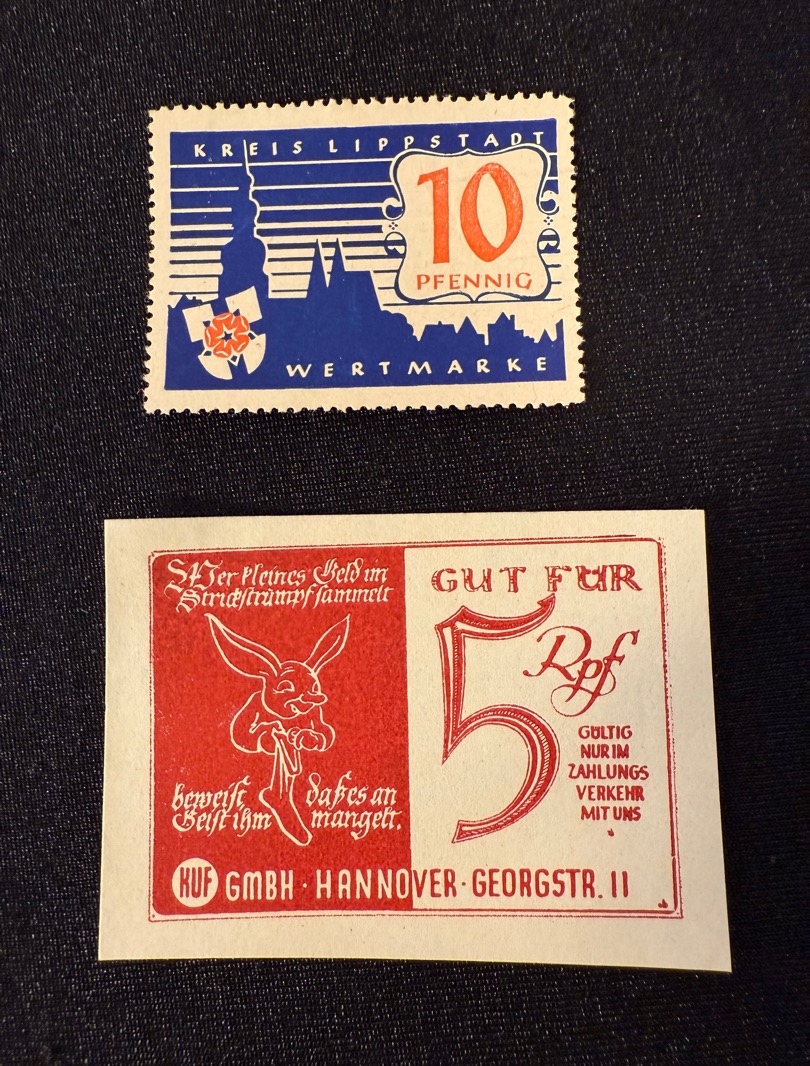 KREIS LIPPSTADT
10
PFENNIG
WERTMARKE
Wer kleines Geld im
Strickstrumpf sammelt
beweist daß es an
Geist ihm mangelt.
GUT FÜR
5 Rpf
GÜLTIG
NUR IM
ZAHLUNGS
VERKEHR
MIT UNS
KUF GMBH · HANNOVER · GEORGSTR. 11